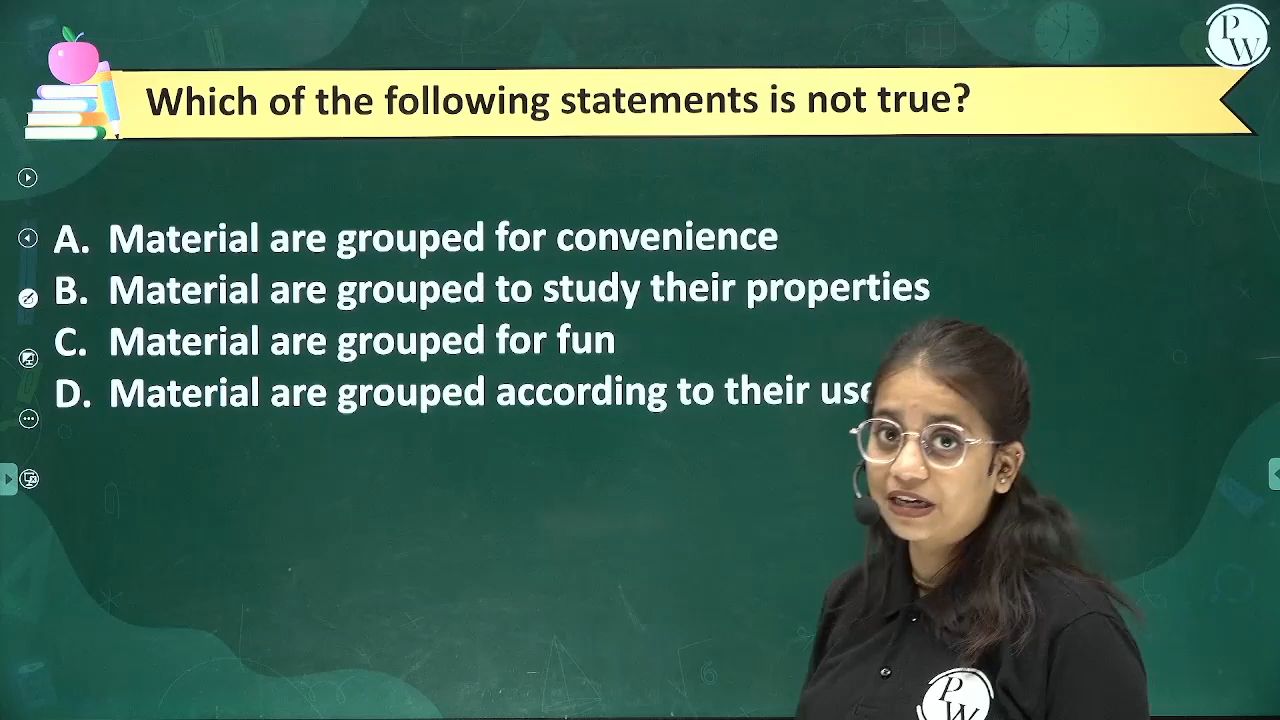 P
W
Which of the following statements is not true?
A. Material are grouped for convenience
B. Material are grouped to study their properties
C. Material are grouped for fun
D. Material are grouped according to their use
P
W